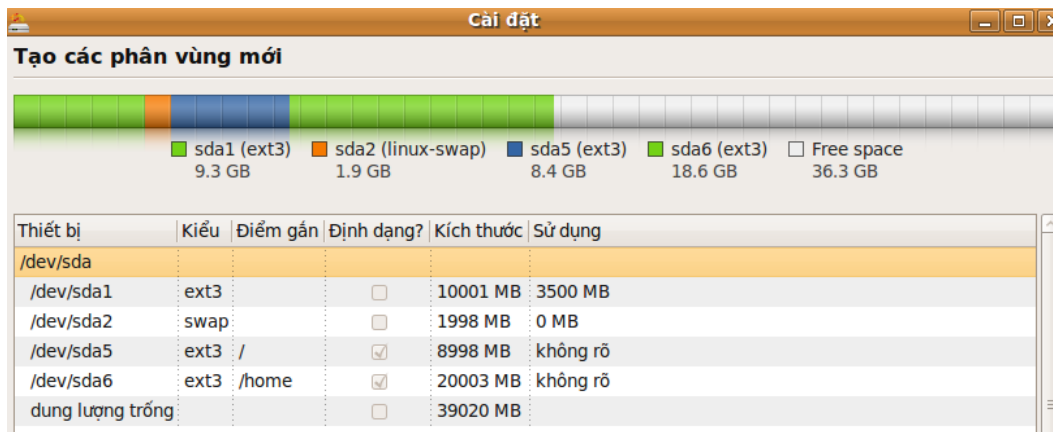 Cài đặt
Tạo các phân vùng mới
sda1 (ext3) sda2 (linux-swap) sda5 (ext3) sda6 (ext3) Free space
9.3 GB 1.9 GB 8.4 GB 18.6 GB 36.3 GB
Thiết bị Kiểu Điểm gắn Định dạng? Kích thước Sử dụng
/dev/sda
/dev/sda1 ext3 10001 MB 3500 MB
/dev/sda2 swap 1998 MB 0 MB
/dev/sda5 ext3 / 8998 MB không rõ
/dev/sda6 ext3 /home 20003 MB không rõ
dung lượng trống 39020 MB